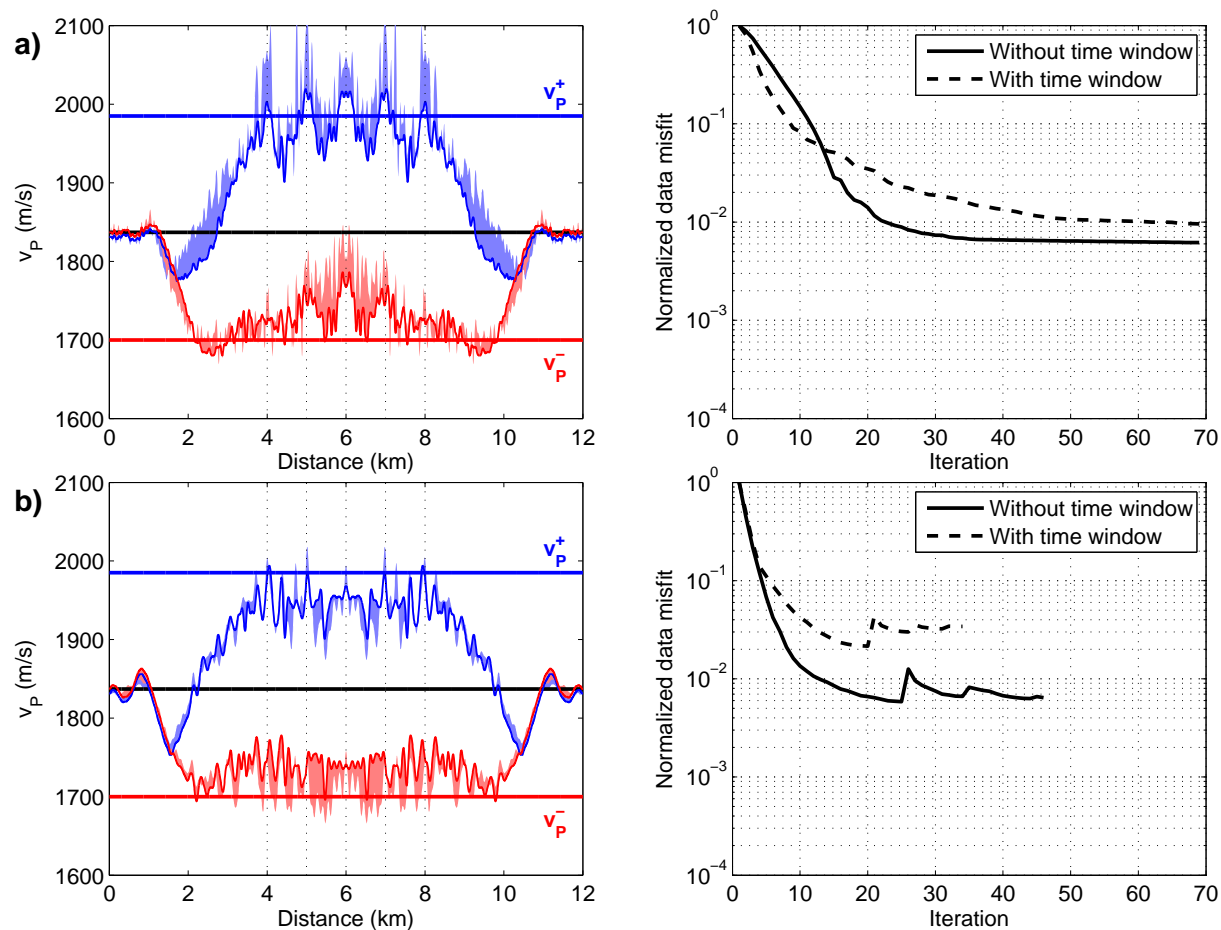 a)
2100
2000
1900
1800
1700
1600
v_P (m/s)
v_P^+
v_P^-
0 2 4 6 8 10 12
Distance (km)
10^0
10^-1
10^-2
10^-3
10^-4
Normalized data misfit
Without time window
With time window
0 10 20 30 40 50 60 70
Iteration
b)
2100
2000
1900
1800
1700
1600
v_P (m/s)
v_P^+
v_P^-
0 2 4 6 8 10 12
Distance (km)
10^0
10^-1
10^-2
10^-3
10^-4
Normalized data misfit
Without time window
With time window
0 10 20 30 40 50 60 70
Iteration